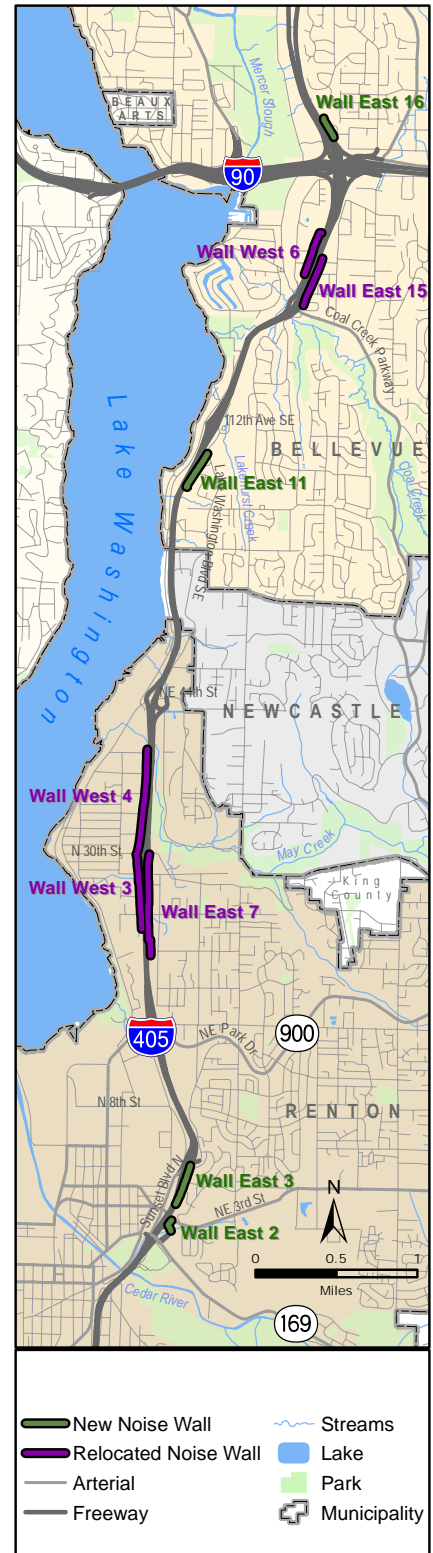 Wall East 16
BEAUX
ARTS
Mercer Slough
90
Wall West 6
Wall East 15
Coal Creek Parkway
112th Ave SE
BELLEVUE
Wall East 11
Lakehurst Creek
Coal Creek
Lake Washington Blvd SE
Lake Washington
NE 44th St
NEWCASTLE
Wall West 4
N 30th St
May Creek
Wall West 3
King
County
Wall East 7
405
NE Park Dr
900
N 8th St
RENTON
Sunset Blvd N
Wall East 3
NE 3rd St
N
Wall East 2
0 0.5 1
Miles
Cedar River
169
New Noise Wall
Relocated Noise Wall
Arterial
Freeway
Streams
Lake
Park
Municipality